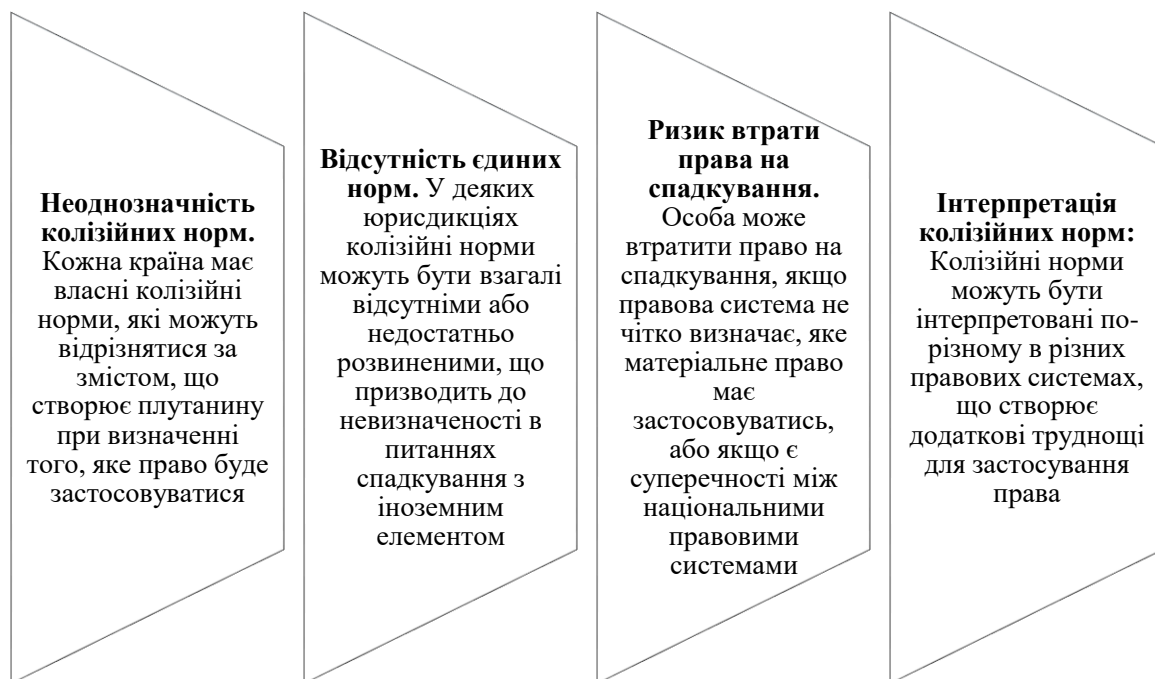 Неоднозначність
колізійних норм.
Кожна країна має
власні колізійні
норми, які можуть
відрізнятися за
змістом, що
створює плутанину
при визначенні
того, яке право буде
застосовуватися
Відсутність єдиних
норм. У деяких
юрисдикціях
колізійні норми
можуть бути взагалі
відсутніми або
недостатньо
розвиненими, що
призводить до
невизначеності в
питаннях
спадкування з
іноземним
елементом
Ризик втрати
права на
спадкування.
Особа може
втратити право на
спадкування, якщо
правова система не
чітко визначає, яке
матеріальне право
має
застосовуватись,
або якщо є
суперечності між
національними
правовими
системами
Інтерпретація
колізійних норм:
Колізійні норми
можуть бути
інтерпретовані по-
різному в різних
правових системах,
що створює
додаткові труднощі
для застосування
права